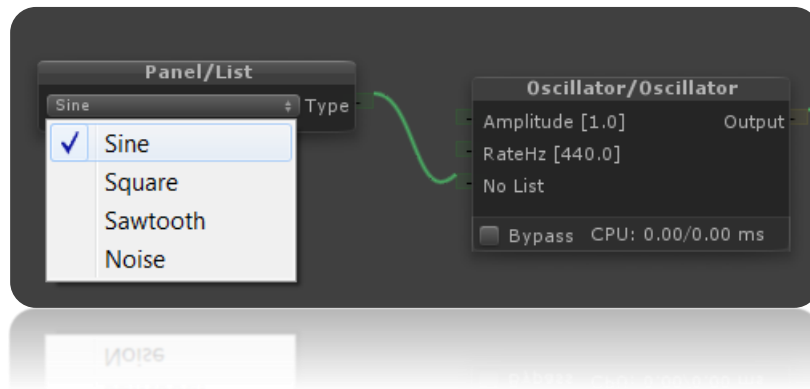 Panel/List
Sine Type
Sine
Square
Sawtooth
Noise
Oscillator/Oscillator
Amplitude [1.0] Output
RateHz [440.0]
No List
Bypass CPU: 0.00/0.00 ms
Noise